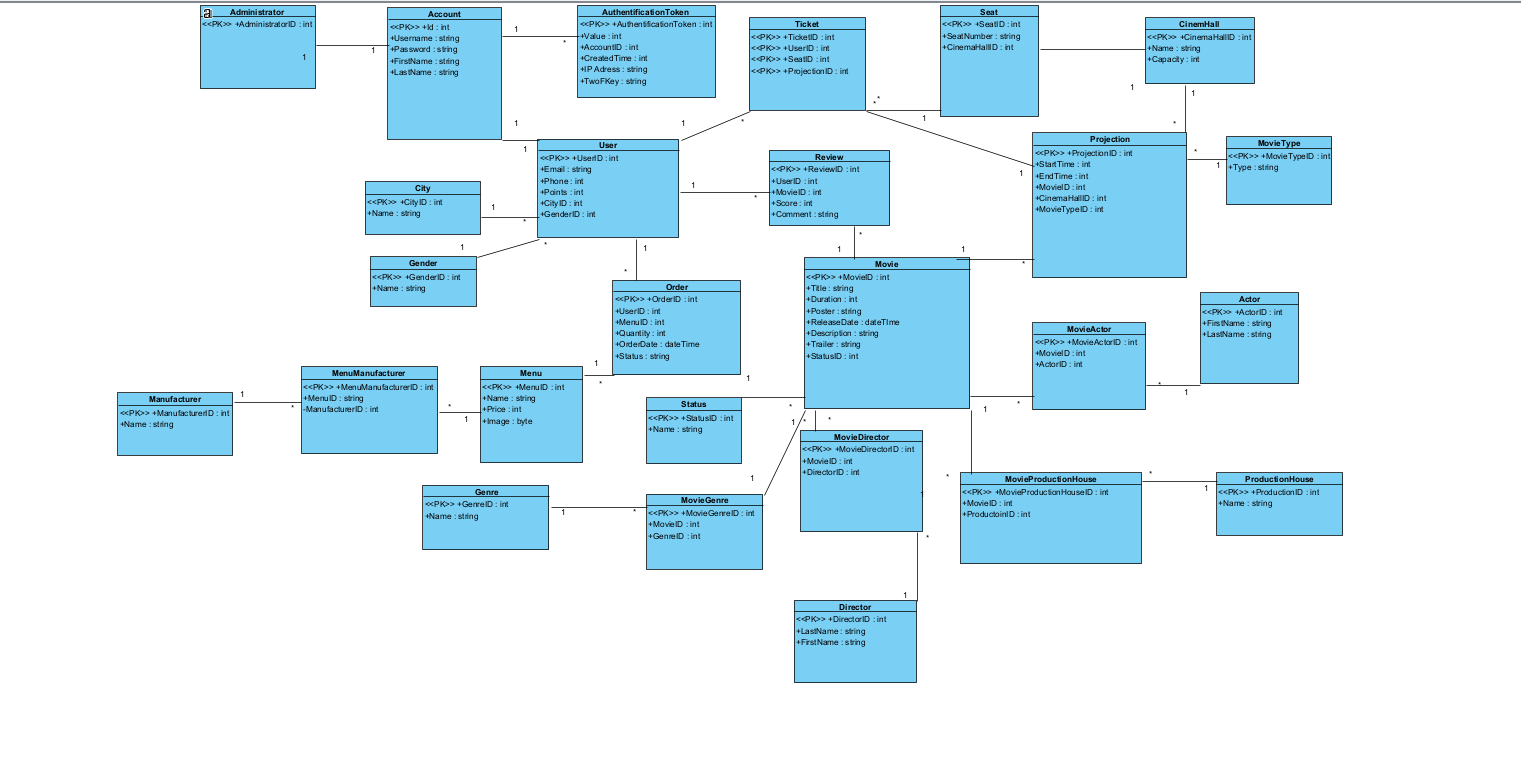 a
Administrator
<<PK>> +AdministratorID : int
1
1
Account
<<PK>> +Id : int
+Username : string
+Password : string
+FirstName : string
+LastName : string
1
*
AuthentificationToken
<<PK>> +AuthentificationToken : int
+Value : int
+AccountID : int
+CreatedTime : int
+IP Adress : string
+TwoFKey : string
Ticket
<<PK>> +TicketID : int
<<PK>> +UserID : int
<<PK>> +SeatID : int
<<PK>> +ProjectionID : int
Seat
<<PK>> +SeatID : int
+SeatNumber : string
+CinemaHallID : int
CinemHall
<<PK>> +CinemaHallID : int
+Name : string
+Capacity : int
1
1
*
1
*
*
*
1
1
1
1
User
<<PK>> +UserID : int
+Email : string
+Phone : int
+Points : int
+CityID : int
+GenderID : int
Review
<<PK>> +ReviewID : int
+UserID : int
+MovieID : int
+Score : int
+Comment : string
1
*
Projection
<<PK>> +ProjectionID : int
+StartTime : int
+EndTime : int
+MovieID : int
+CinemaHallID : int
+MovieTypeID : int
*
1
MovieType
<<PK>> +MovieTypeID : int
+Type : string
City
<<PK>> +CityID : int
+Name : string
1
*
Gender
<<PK>> +GenderID : int
+Name : string
1
*
1
*
*
1
1
*
Order
<<PK>> +OrderID : int
+UserID : int
+MenuID : int
+Quantity : int
+OrderDate : dateTime
+Status : string
Movie
<<PK>> +MovieID : int
+Title : string
+Duration : int
+Poster : string
+ReleaseDate : dateTIme
+Description : string
+Trailer : string
+StatusID : int
MovieActor
<<PK>> +MovieActorID : int
+MovieID : int
+ActorID : int
Actor
<<PK>> +ActorID : int
+FirstName : string
+LastName : string
1
*
*
1
Manufacturer
<<PK>> +ManufacturerID : int
+Name : string
1
*
MenuManufacturer
<<PK>> +MenuManufacturerID : int
+MenuID : string
-ManufacturerID : int
*
1
Menu
<<PK>> +MenuID : int
+Name : string
+Price : int
+Image : byte
1
*
Status
<<PK>> +StatusID : int
+Name : string
1
*
1
*
*
1
MovieDirector
<<PK>> +MovieDirectorID : int
+MovieID : int
+DirectorID : int
1
*
MovieProductionHouse
<<PK>> +MovieProductionHouseID : int
+MovieID : int
+ProductoinID : int
*
1
ProductionHouse
<<PK>> +ProductionID : int
+Name : string
Genre
<<PK>> +GenreID : int
+Name : string
1
*
MovieGenre
<<PK>> +MovieGenreID : int
+MovieID : int
+GenreID : int
*
1
Director
<<PK>> +DirectorID : int
+LastName : string
+FirstName : string